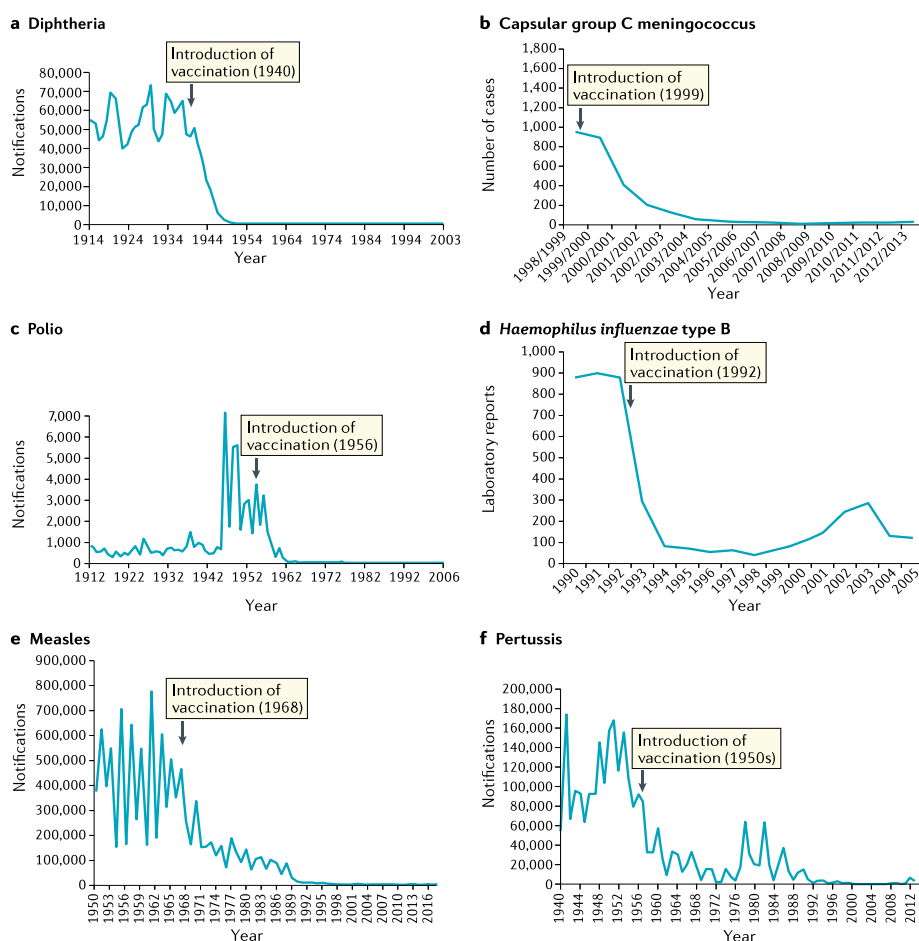 a Diphtheria
Introduction of
vaccination (1940)
80,000
70,000
60,000
50,000
40,000
30,000
20,000
10,000
0
Notifications
1914 1924 1934 1944 1954 1964 1974 1984 1994 2003
Year
b Capsular group C meningococcus
1,800
1,600
1,400
1,200
1,000
800
600
400
200
0
Number of cases
Introduction of
vaccination (1999)
1998/1999 1999/2000 2000/2001 2001/2002 2002/2003 2003/2004 2004/2005 2005/2006 2006/2007 2007/2008 2008/2009 2009/2010 2010/2011 2011/2012 2012/2013
Year
c Polio
7,000
6,000
5,000
4,000
3,000
2,000
1,000
0
Notifications
Introduction of
vaccination (1956)
1912 1922 1932 1942 1952 1962 1972 1982 1992 2006
Year
d Haemophilus influenzae type B
1,000
900
800
700
600
500
400
300
200
100
0
Laboratory reports
Introduction of
vaccination (1992)
1990 1991 1992 1993 1994 1995 1996 1997 1998 1999 2000 2001 2002 2003 2004 2005
Year
e Measles
900,000
800,000
700,000
600,000
500,000
400,000
300,000
200,000
100,000
0
Notifications
Introduction of
vaccination (1968)
1950 1953 1956 1959 1962 1965 1968 1971 1974 1977 1980 1983 1986 1989 1992 1995 1998 2001 2004 2007 2010 2013 2016
Year
f Pertussis
200,000
180,000
160,000
140,000
120,000
100,000
80,000
60,000
40,000
20,000
0
Notifications
Introduction of
vaccination (1950s)
1940 1944 1948 1952 1956 1960 1964 1968 1972 1976 1980 1984 1988 1992 1996 2000 2004 2008 2012
Year